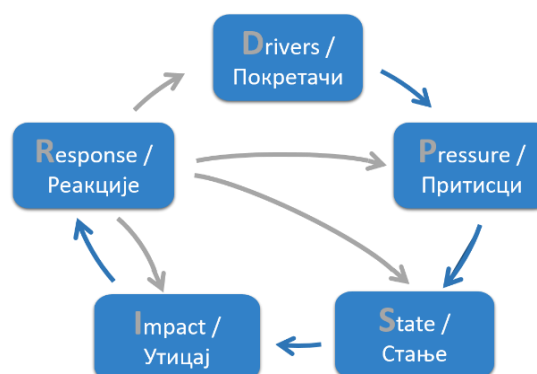 Drivers /
Покретачи
Response /
Реакције
Pressure /
Притисци
Impact /
Утицај
State /
Стање